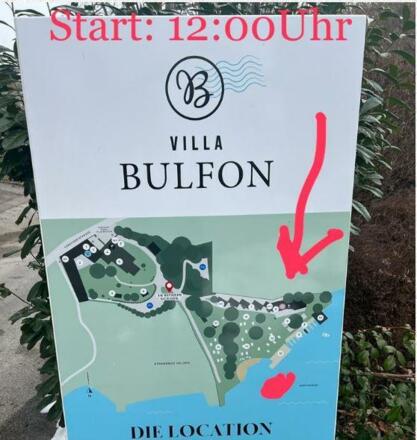 Start: 12:00Uhr
B
VILLA
BULFON
DIE LOCATION